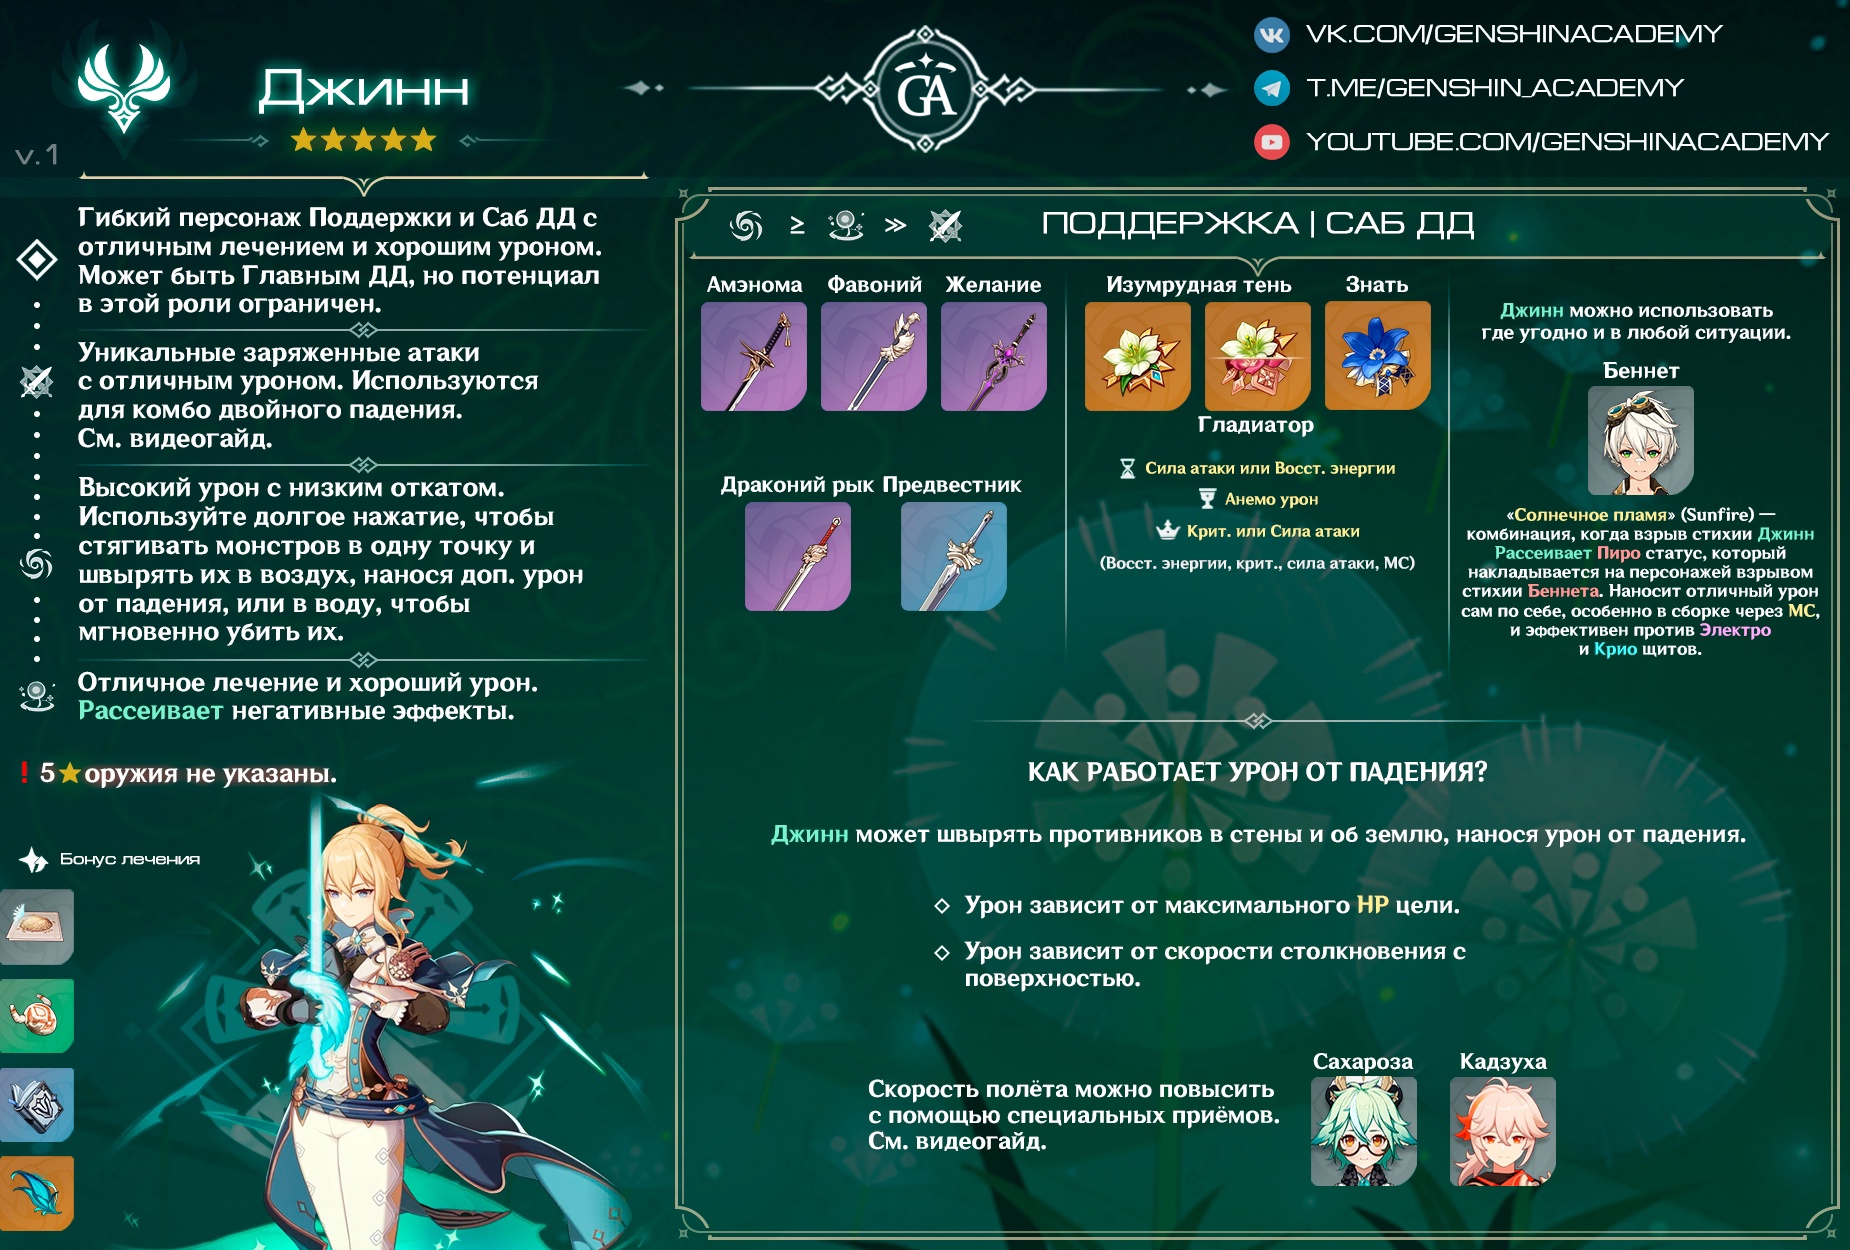 Джинн
v.1
GA
VK.COM/GENSHINACADEMY
T.ME/GENSHIN_ACADEMY
YOUTUBE.COM/GENSHINACADEMY
Гибкий персонаж Поддержки и Саб ДД с
отличным лечением и хорошим уроном.
Может быть Главным ДД, но потенциал
в этой роли ограничен.
Уникальные заряженные атаки
с отличным уроном. Используются
для комбо двойного падения.
См. видеогайд.
Высокий урон с низким откатом.
Используйте долгое нажатие, чтобы
стягивать монстров в одну точку и
швырять их в воздух, нанося доп. урон
от падения, или в воду, чтобы
мгновенно убить их.
Отличное лечение и хороший урон.
Рассеивает негативные эффекты.
! 5★оружия не указаны.
Бонус лечения
≥ » ПОДДЕРЖКА | САБ ДД
Амэнома Фавоний Желание
Драконий рык Предвестник
Изумрудная тень Знать
Гладиатор
Сила атаки или Восст. энергии
Анемо урон
Крит. или Сила атаки
(Восст. энергии, крит., сила атаки, МС)
Джинн можно использовать
где угодно и в любой ситуации.
Беннет
«Солнечное пламя» (Sunfire) —
комбинация, когда взрыв стихии Джинн
Рассеивает Пиро статус, который
накладывается на персонажей взрывом
стихии Беннета. Наносит отличный урон
сам по себе, особенно в сборке через МС,
и эффективен против Электро
и Крио щитов.
КАК РАБОТАЕТ УРОН ОТ ПАДЕНИЯ?
Джинн может швырять противников в стены и об землю, нанося урон от падения.
Урон зависит от максимального HP цели.
Урон зависит от скорости столкновения с
поверхностью.
Скорость полёта можно повысить
с помощью специальных приёмов.
См. видеогайд.
Сахароза Кадзуха